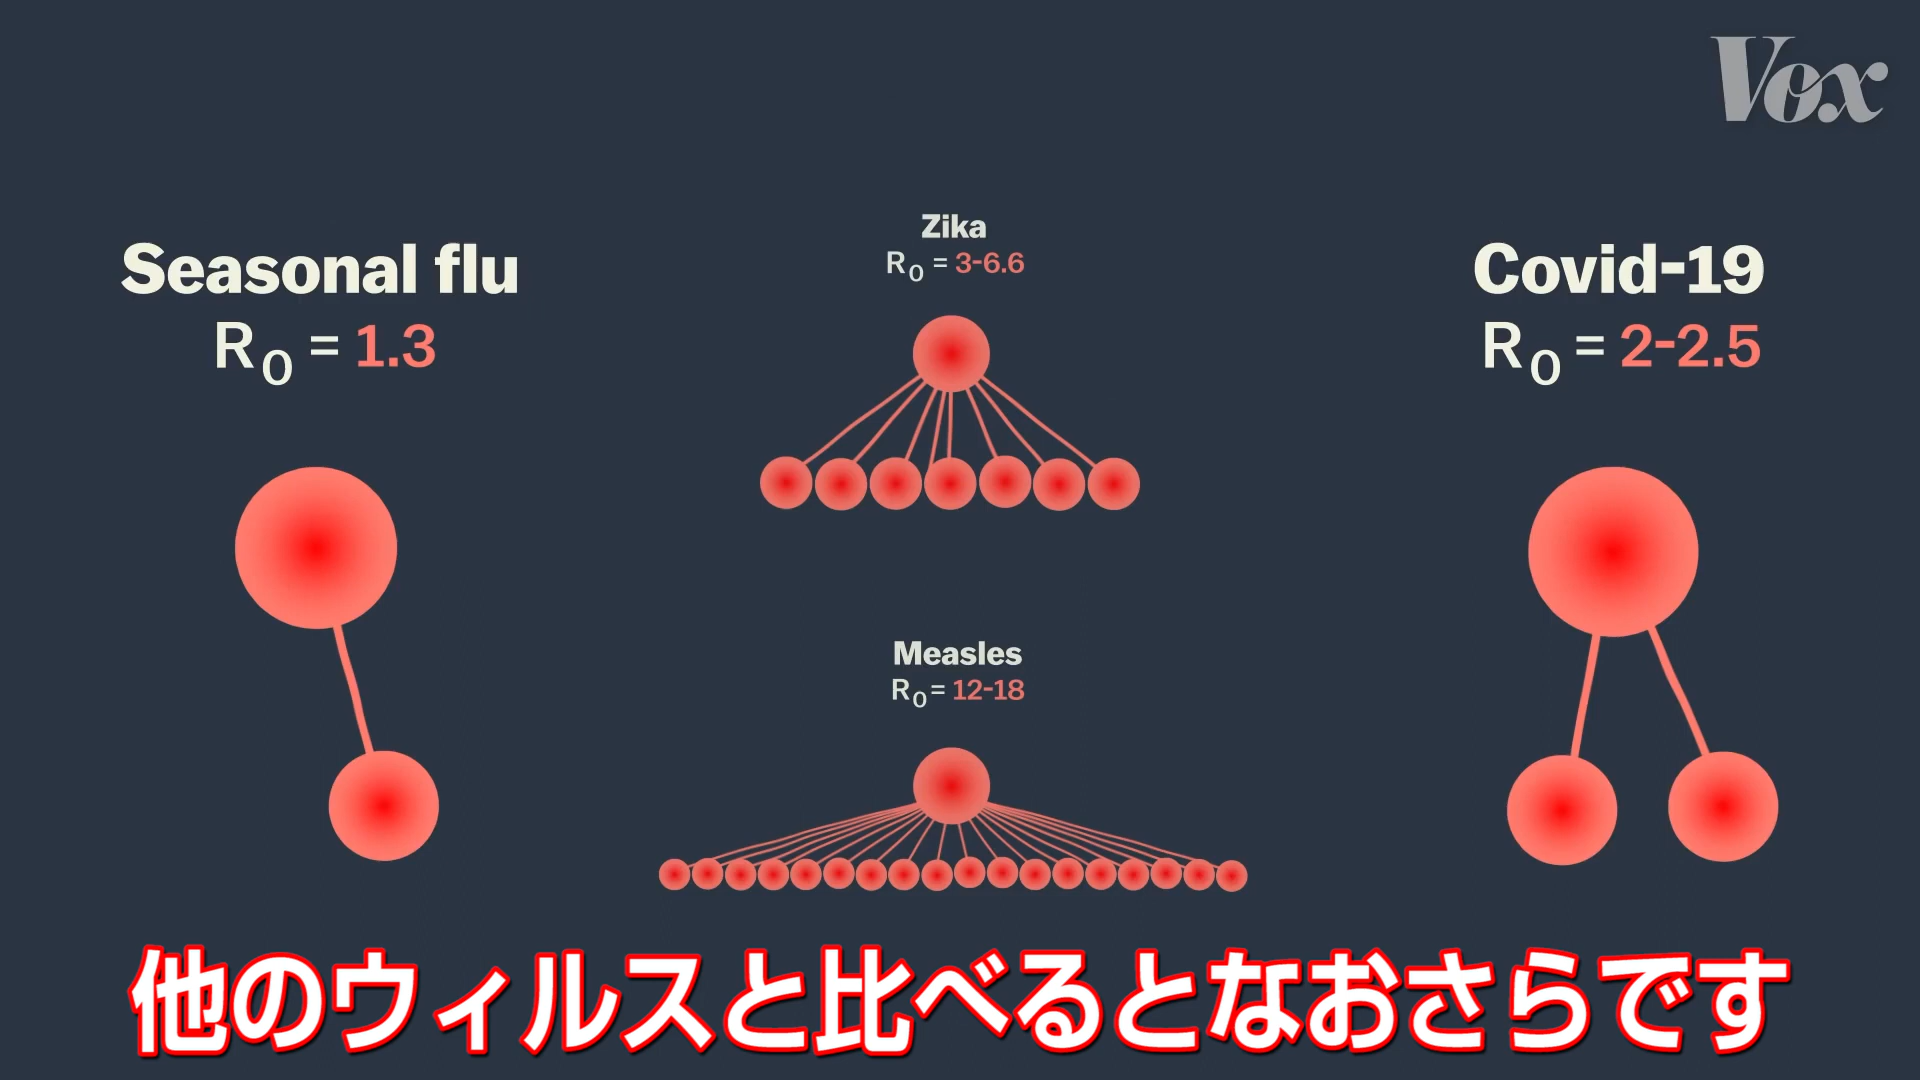 Vox
Seasonal flu
R0 = 1.3
Zika
R0 = 3-6.6
Measles
R0 = 12-18
Covid-19
R0 = 2-2.5
他のウィルスと比べるとなおさらです